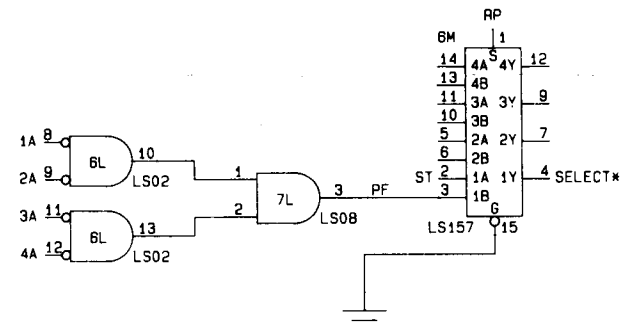 AP
6M 1
S
14 4A 4Y 12
13 4B
11 3A 3Y 9
10 3B
5 2A 2Y 7
6 2B
ST 2 1A 1Y 4 SELECT*
3 1B
G
LS157 15
1A 8
6L 10
2A 9 LS02
3A 11
6L 13
4A 12 LS02
1
7L 3 PF
2 LS08